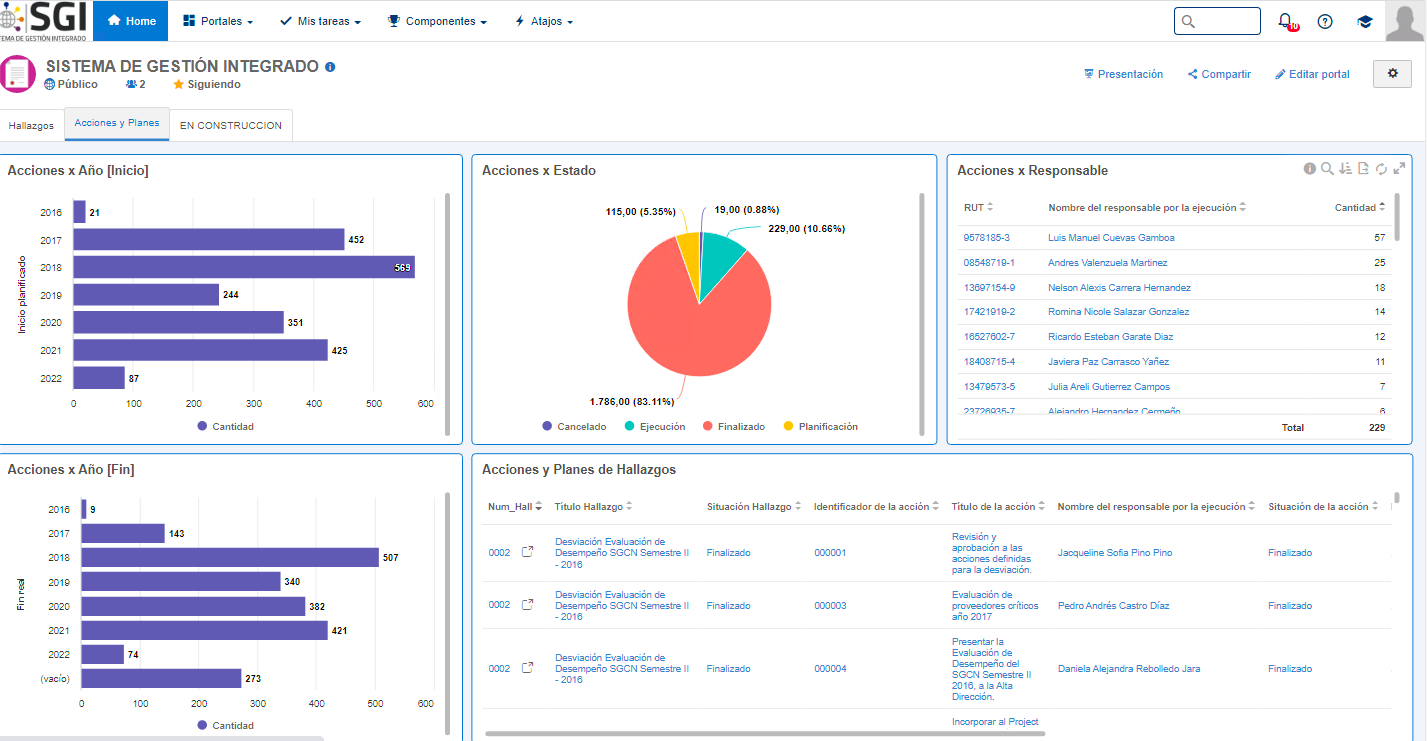 SGI
SISTEMA DE GESTIÓN INTEGRADO
Home
Portales
Mis tareas
Componentes
Atajos
10
SISTEMA DE GESTIÓN INTEGRADO
Público
2
Siguiendo
Presentación
Compartir
Editar portal
Hallazgos
Acciones y Planes
EN CONSTRUCCION
Acciones x Año [Inicio]
Inicio planificado
2016 21
2017 452
2018 569
2019 244
2020 351
2021 425
2022 87
0 100 200 300 400 500 600
Cantidad
Acciones x Estado
115,00 (5.35%)
19,00 (0.88%)
229,00 (10.66%)
1.786,00 (83.11%)
Cancelado Ejecución Finalizado Planificación
Acciones x Responsable
RUT Nombre del responsable por la ejecución Cantidad
9578185-3 Luis Manuel Cuevas Gamboa 57
08548719-1 Andres Valenzuela Martinez 25
13697154-9 Nelson Alexis Carrera Hernandez 18
17421919-2 Romina Nicole Salazar Gonzalez 14
16527602-7 Ricardo Esteban Garate Diaz 12
18408715-4 Javiera Paz Carrasco Yañez 11
13479573-5 Julia Areli Gutierrez Campos 7
23726935-7 Alejandro Hernandez Cermeño 6
Total 229
Acciones x Año [Fin]
Fin real
2016 9
2017 143
2018 507
2019 340
2020 382
2021 421
2022 74
(vacío) 273
0 100 200 300 400 500 600
Cantidad
Acciones y Planes de Hallazgos
Num_Hall Título Hallazgo Situación Hallazgo Identificador de la acción Título de la acción Nombre del responsable por la ejecución Situación de la acción
0002
Desviación Evaluación de
Desempeño SGCN Semestre II
- 2016
Finalizado
000001
Revisión y
aprobación a las
acciones definidas
para la desviación.
Jacqueline Sofia Pino Pino
Finalizado
0002
Desviación Evaluación de
Desempeño SGCN Semestre II
- 2016
Finalizado
000003
Evaluación de
proveedores críticos
año 2017
Pedro Andrés Castro Díaz
Finalizado
0002
Desviación Evaluación de
Desempeño SGCN Semestre II
- 2016
Finalizado
000004
Presentar la
Evaluación de
Desempeño del
SGCN Semestre II
2016, a la Alta
Dirección.
Daniela Alejandra Rebolledo Jara
Finalizado
Incorporar al Project